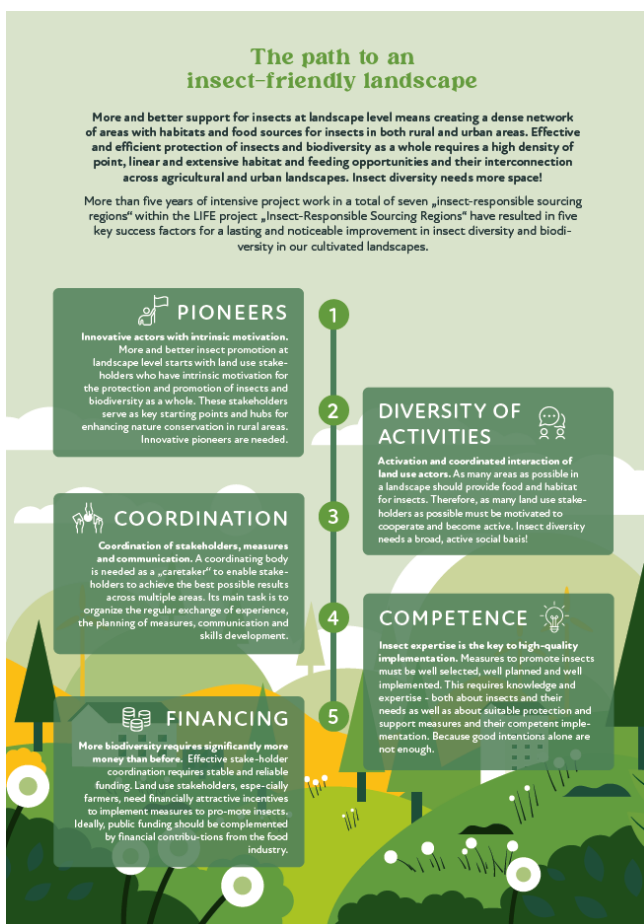 The path to an
insect-friendly landscape
More and better support for insects at landscape level means creating a dense network
of areas with habitats and food sources for insects in both rural and urban areas. Effective
and efficient protection of insects and biodiversity as a whole requires a high density of
point, linear and extensive habitat and feeding opportunities and their interconnection
across agricultural and urban landscapes. Insect diversity needs more space!
More than five years of intensive project work in a total of seven „insect-responsible sourcing
regions“ within the LIFE project „Insect-Responsible Sourcing Regions“ have resulted in five
key success factors for a lasting and noticeable improvement in insect diversity and biodi-
versity in our cultivated landscapes.
1
PIONEERS
Innovative actors with intrinsic motivation.
More and better insect promotion at
landscape level starts with land use stake-
holders who have intrinsic motivation for
the protection and promotion of insects and
biodiversity as a whole. These stakeholders
serve as key starting points and hubs for
enhancing nature conservation in rural areas.
Innovative pioneers are needed.
2
DIVERSITY OF
ACTIVITIES
Activation and coordinated interaction of
land use actors. As many areas as possible in
a landscape should provide food and habitat
for insects. Therefore, as many land use stake-
holders as possible must be motivated to
cooperate and become active. Insect diversity
needs a broad, active social basis!
3
COORDINATION
Coordination of stakeholders, measures
and communication. A coordinating body
is needed as a „caretaker“ to enable stake-
holders to achieve the best possible results
across multiple areas. Its main task is to
organize the regular exchange of experience,
the planning of measures, communication and
skills development.
4
COMPETENCE
Insect expertise is the key to high-quality
implementation. Measures to promote insects
must be well selected, well planned and well
implemented. This requires knowledge and
expertise - both about insects and their
needs as well as about suitable protection and
support measures and their competent imple-
mentation. Because good intentions alone are
not enough.
5
FINANCING
More biodiversity requires significantly more
money than before. Effective stake-holder
coordination requires stable and reliable
funding. Land use stakeholders, espe-cially
farmers, need financially attractive incentives
to implement measures to pro-mote insects.
Ideally, public funding should be complemented
by financial contribu-tions from the food
industry.